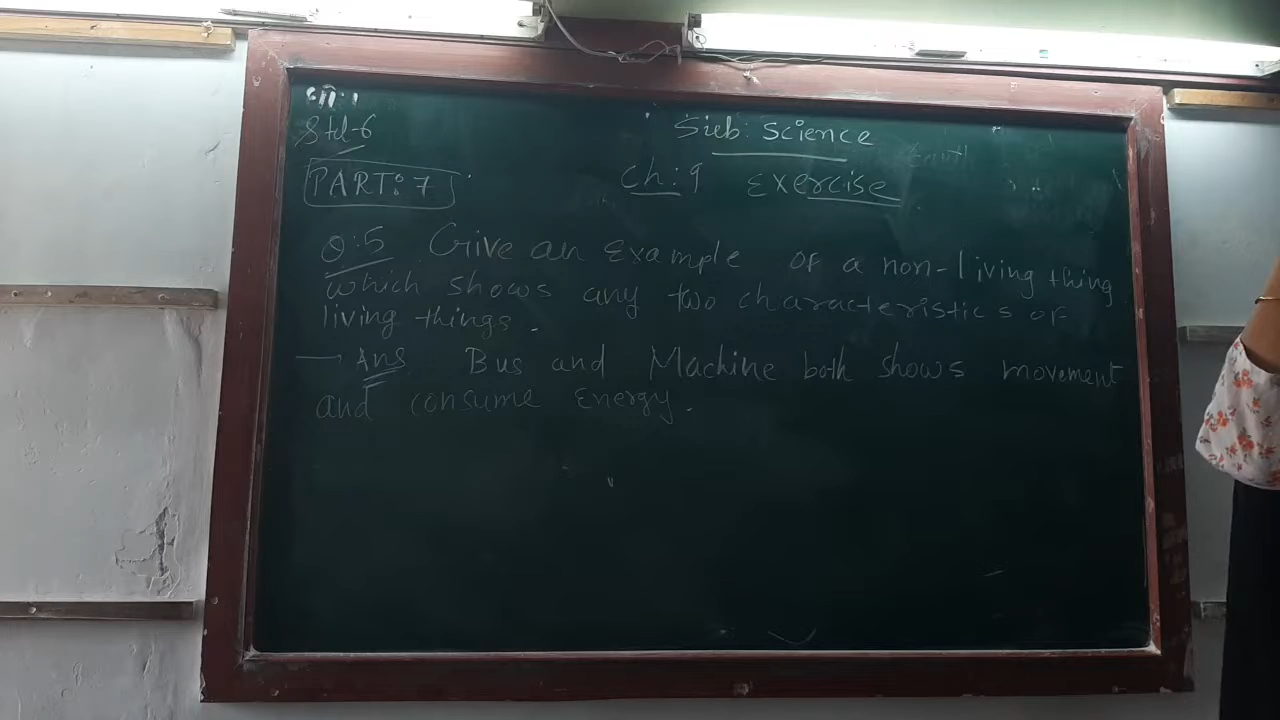 Std-6
Sub: Science
PART: 7
Ch: 9 Exercise
Q:5 Give an Example of a non-living thing
which shows any two characteristics of
living things.
→ Ans Bus and Machine both shows movement
and consume Energy.